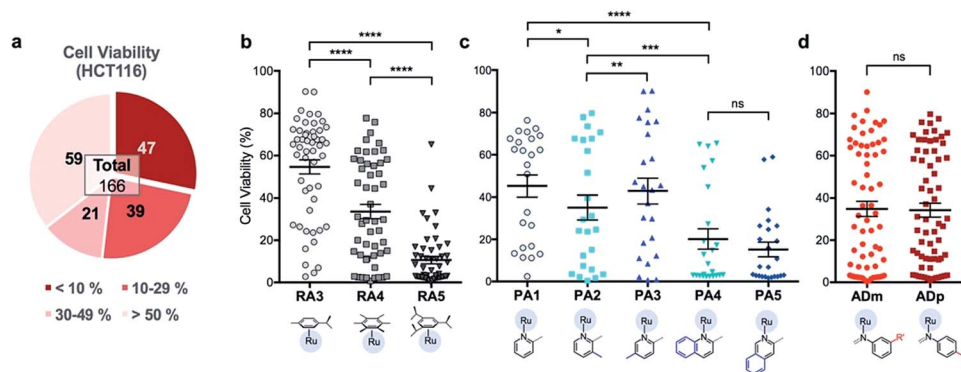 a
Cell Viability
(HCT116)
59
47
Total
166
21
39
< 10 %
10-29 %
30-49 %
> 50 %
b
****
****
****
Cell Viability (%)
100
80
60
40
20
0
RA3
RA4
RA5
Ru
Ru
Ru
c
****
*
***
**
ns
100
80
60
40
20
0
PA1
PA2
PA3
PA4
PA5
Ru
Ru
Ru
Ru
Ru
N
N
N
N
N
d
ns
100
80
60
40
20
0
ADm
ADp
Ru
Ru
N
R'
N